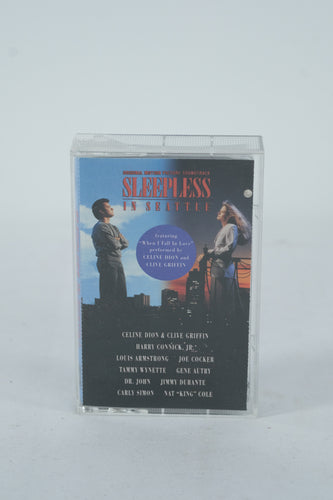 ORIGINAL MOTION PICTURE SOUNDTRACK
SLEEPLESS
IN SEATTLE
featuring
"When I Fall In Love"
performed by
CELINE DION and
CLIVE GRIFFIN
CELINE DION & CLIVE GRIFFIN
HARRY CONNICK, JR.
LOUIS ARMSTRONG JOE COCKER
TAMMY WYNETTE GENE AUTRY
DR. JOHN JIMMY DURANTE
CARLY SIMON NAT "KING" COLE